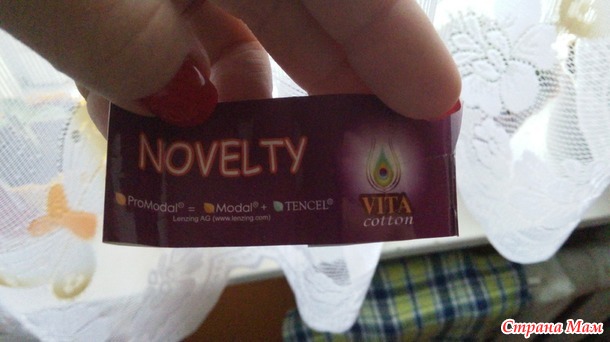 NOVELTY
ProModal® = Modal® + TENCEL®
Lenzing AG (www.lenzing.com)
VITA
cotton
Страна Мам